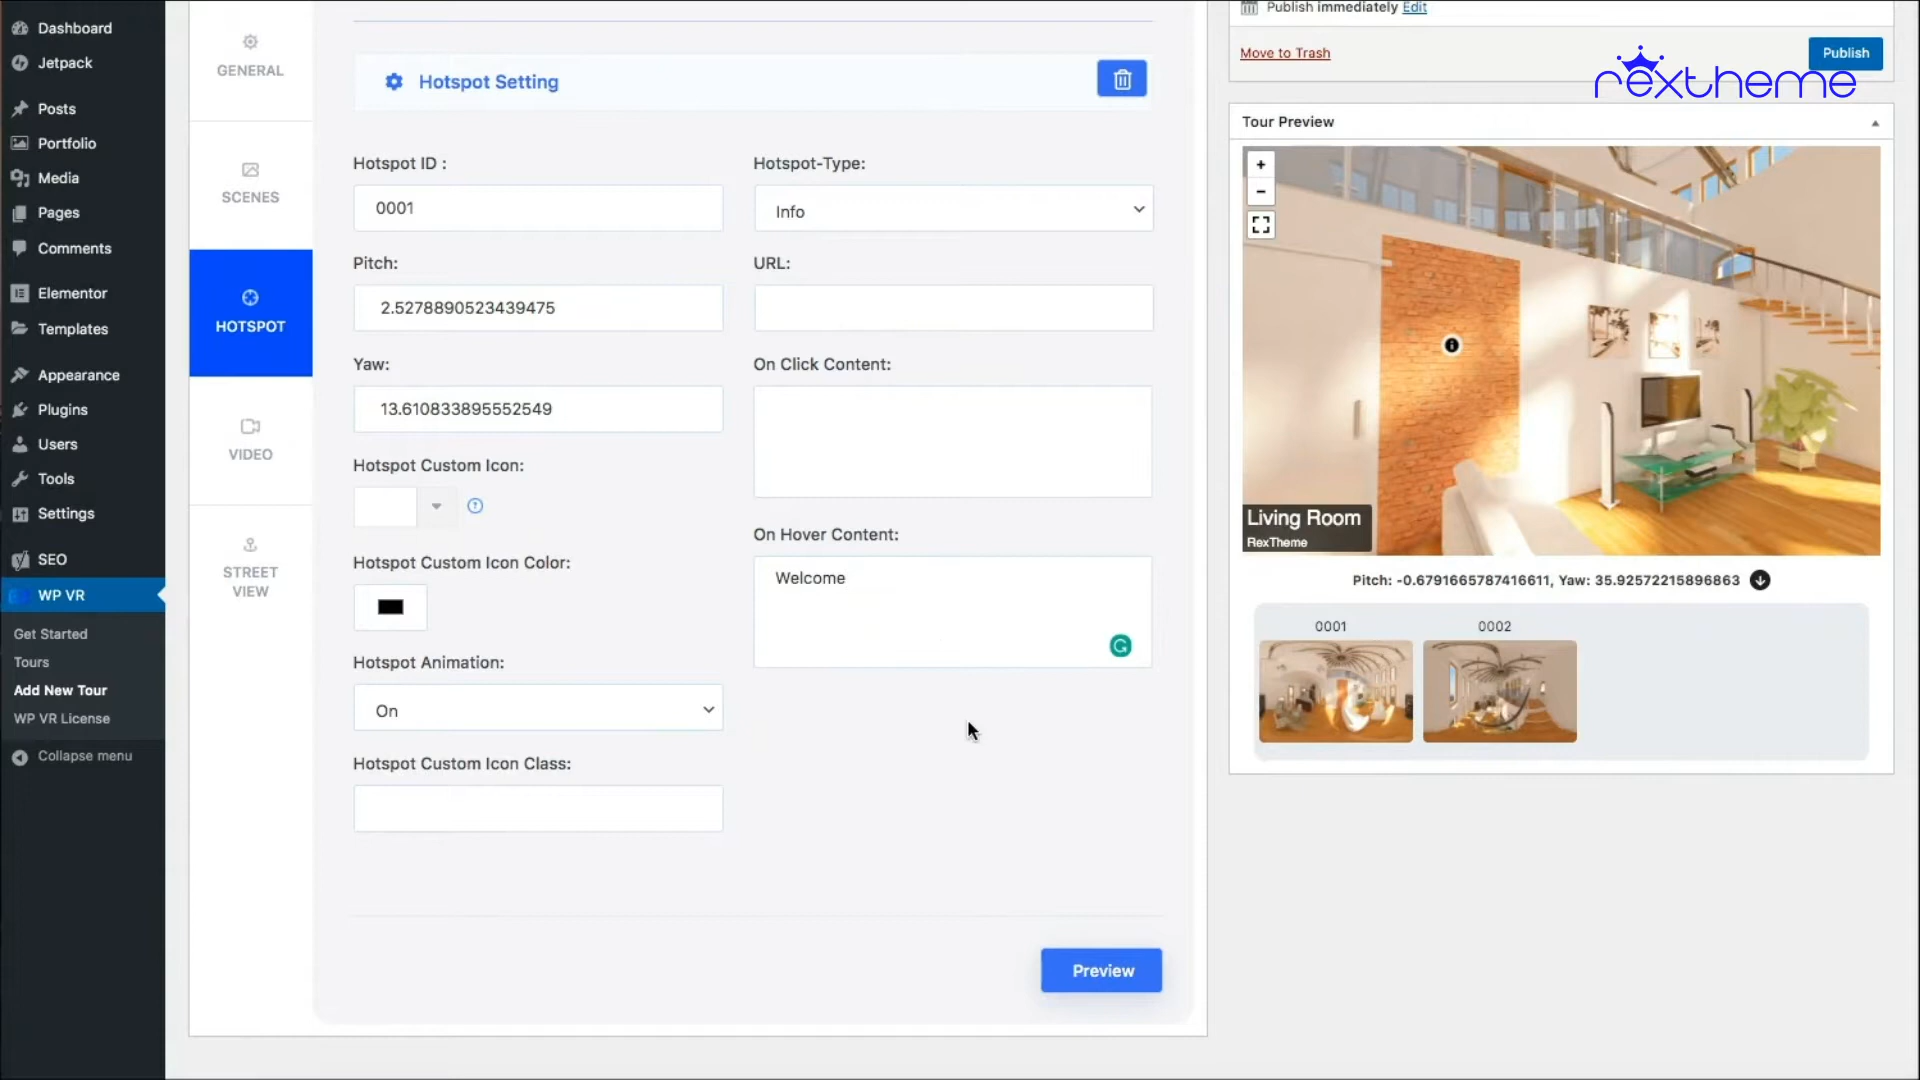 Dashboard
Jetpack
Posts
Portfolio
Media
Pages
Comments
Elementor
Templates
Appearance
Plugins
Users
Tools
Settings
SEO
WP VR
Get Started
Tours
Add New Tour
WP VR License
Collapse menu
GENERAL
SCENES
HOTSPOT
VIDEO
STREET
VIEW
Hotspot Setting
Hotspot ID :
0001
Pitch:
2.5278890523439475
Yaw:
13.610833895552549
Hotspot Custom Icon:
Hotspot Custom Icon Color:
Hotspot Animation:
On
Hotspot Custom Icon Class:
Hotspot-Type:
Info
URL:
On Click Content:
On Hover Content:
Welcome
Preview
Publish immediately Edit
Move to Trash
Publish
rextheme
Tour Preview
+
-
Living Room
RexTheme
Pitch: -0.6791665787416611, Yaw: 35.92572215896863
0001 0002